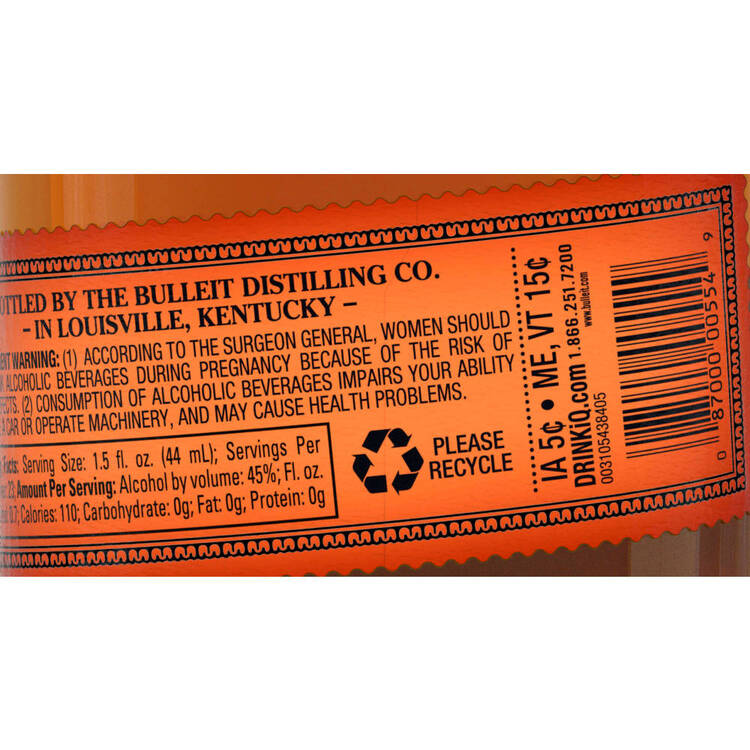 BOTTLED BY THE BULLEIT DISTILLING CO.
- IN LOUISVILLE, KENTUCKY -
WARNING: (1) ACCORDING TO THE SURGEON GENERAL, WOMEN SHOULD
ALCOHOLIC BEVERAGES DURING PREGNANCY BECAUSE OF THE RISK OF
(2) CONSUMPTION OF ALCOHOLIC BEVERAGES IMPAIRS YOUR ABILITY
A CAR OR OPERATE MACHINERY, AND MAY CAUSE HEALTH PROBLEMS.
Facts: Serving Size: 1.5 fl. oz. (44 mL); Servings Per
Amount Per Serving: Alcohol by volume: 45%; Fl. oz.
Calories: 110; Carbohydrate: 0g; Fat: 0g; Protein: 0g
PLEASE
RECYCLE
IA 5¢ • ME, VT 15¢
DRINKiQ.com 1.866.251.7200
www.bulleit.com
003105438405
0 87000 00554 9